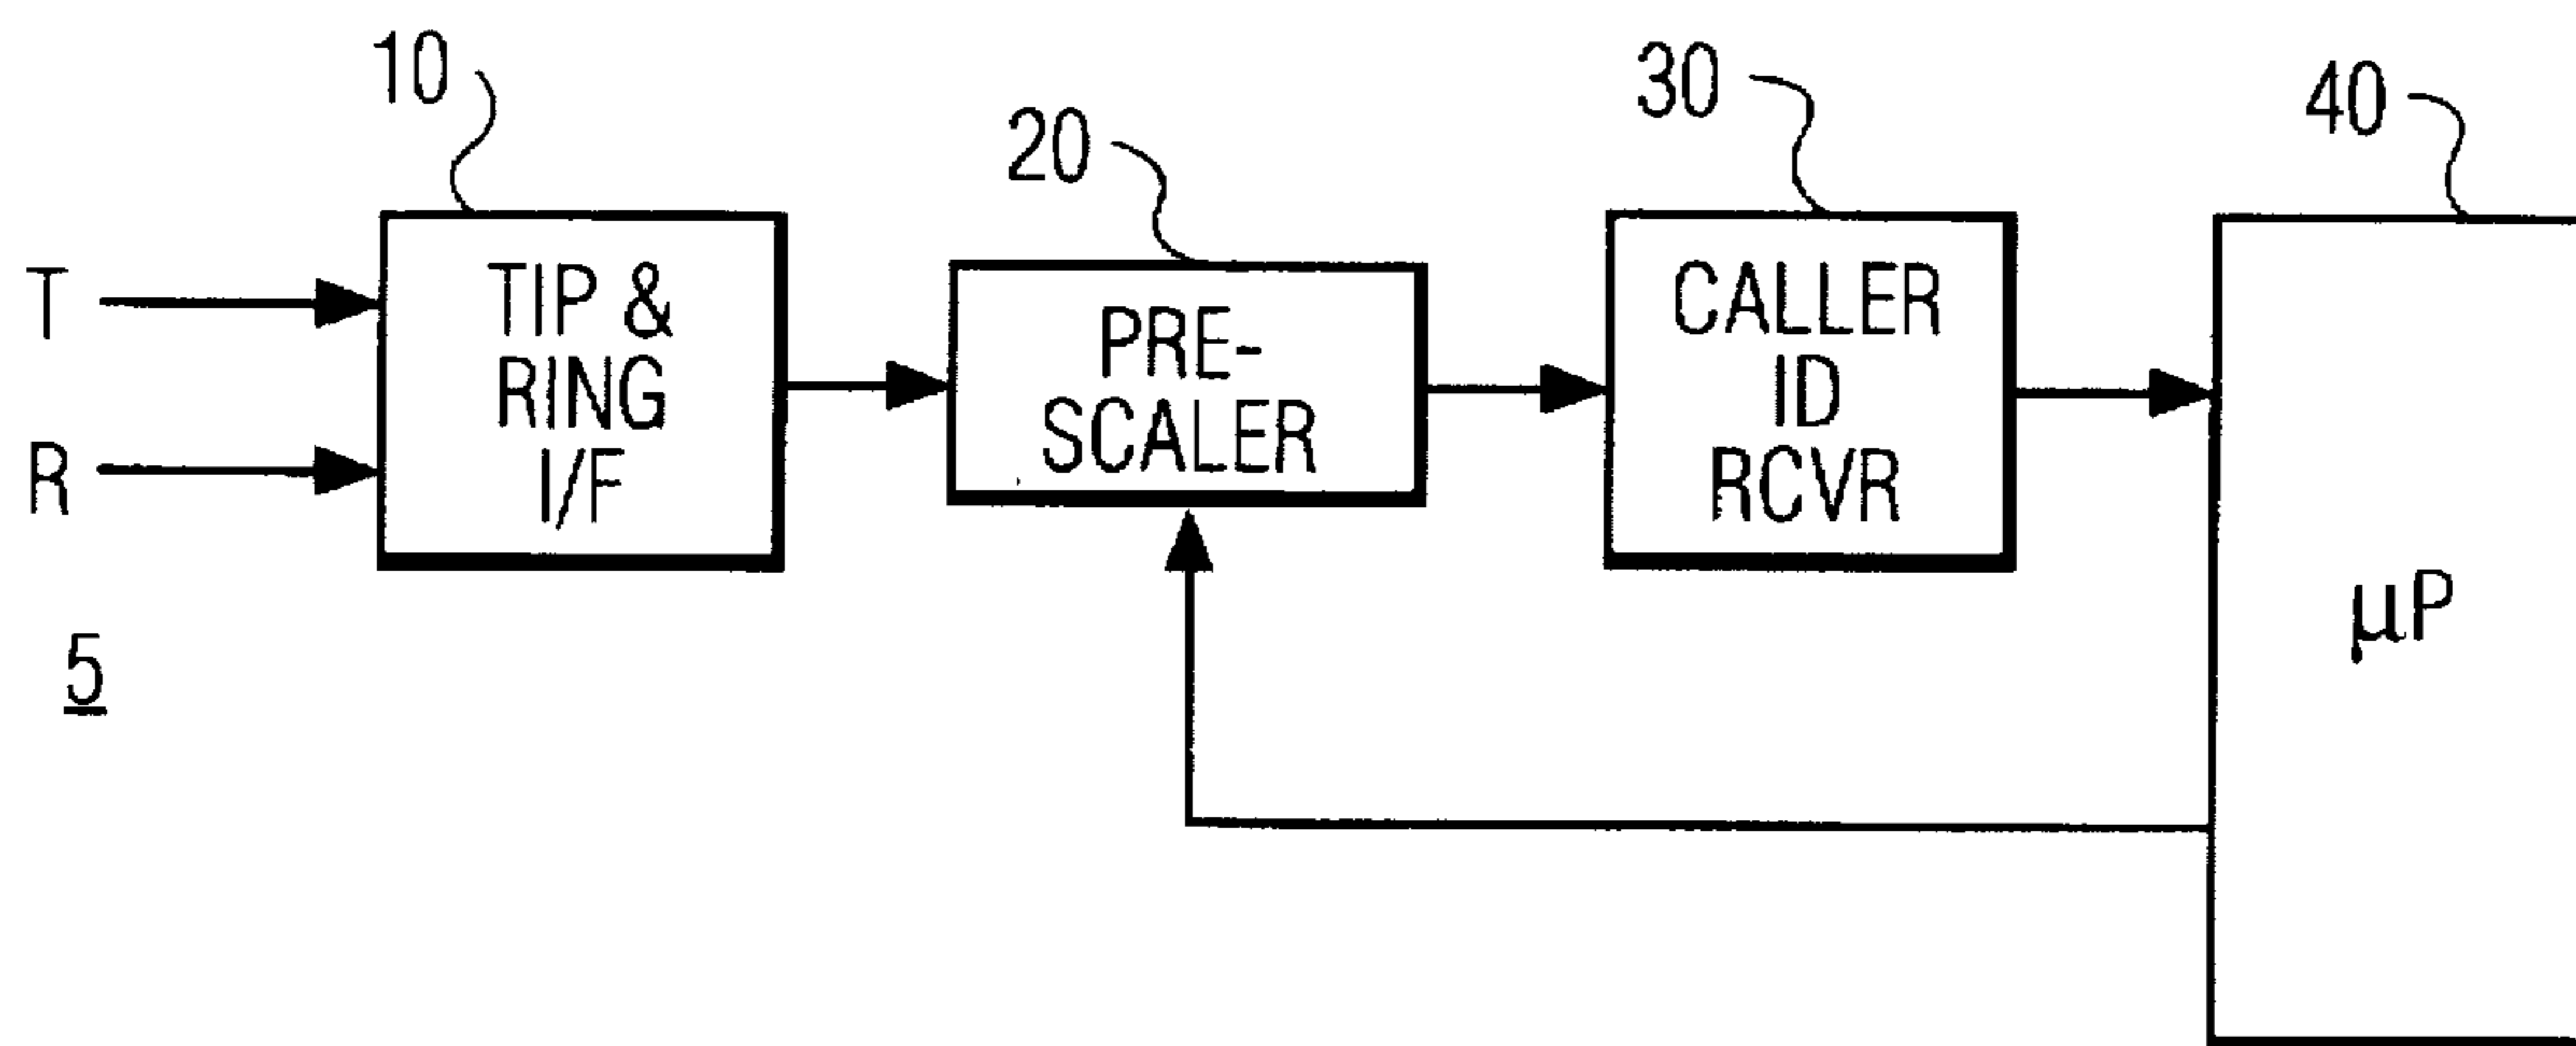 10
20
30
40
T
R
TIP &
RING
I/F
PRE-
SCALER
CALLER
ID
RCVR
µP
5